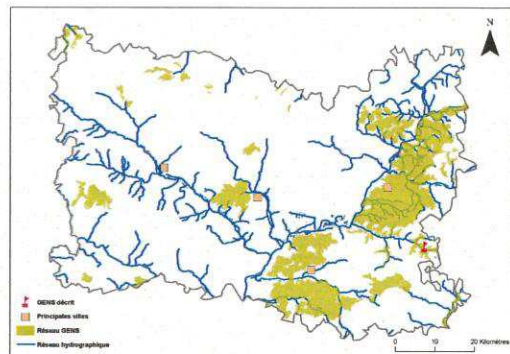 N
GENS décrit
Principales villes
Réseau GENS
Réseau hydrographique
0 10 20 Kilomètres